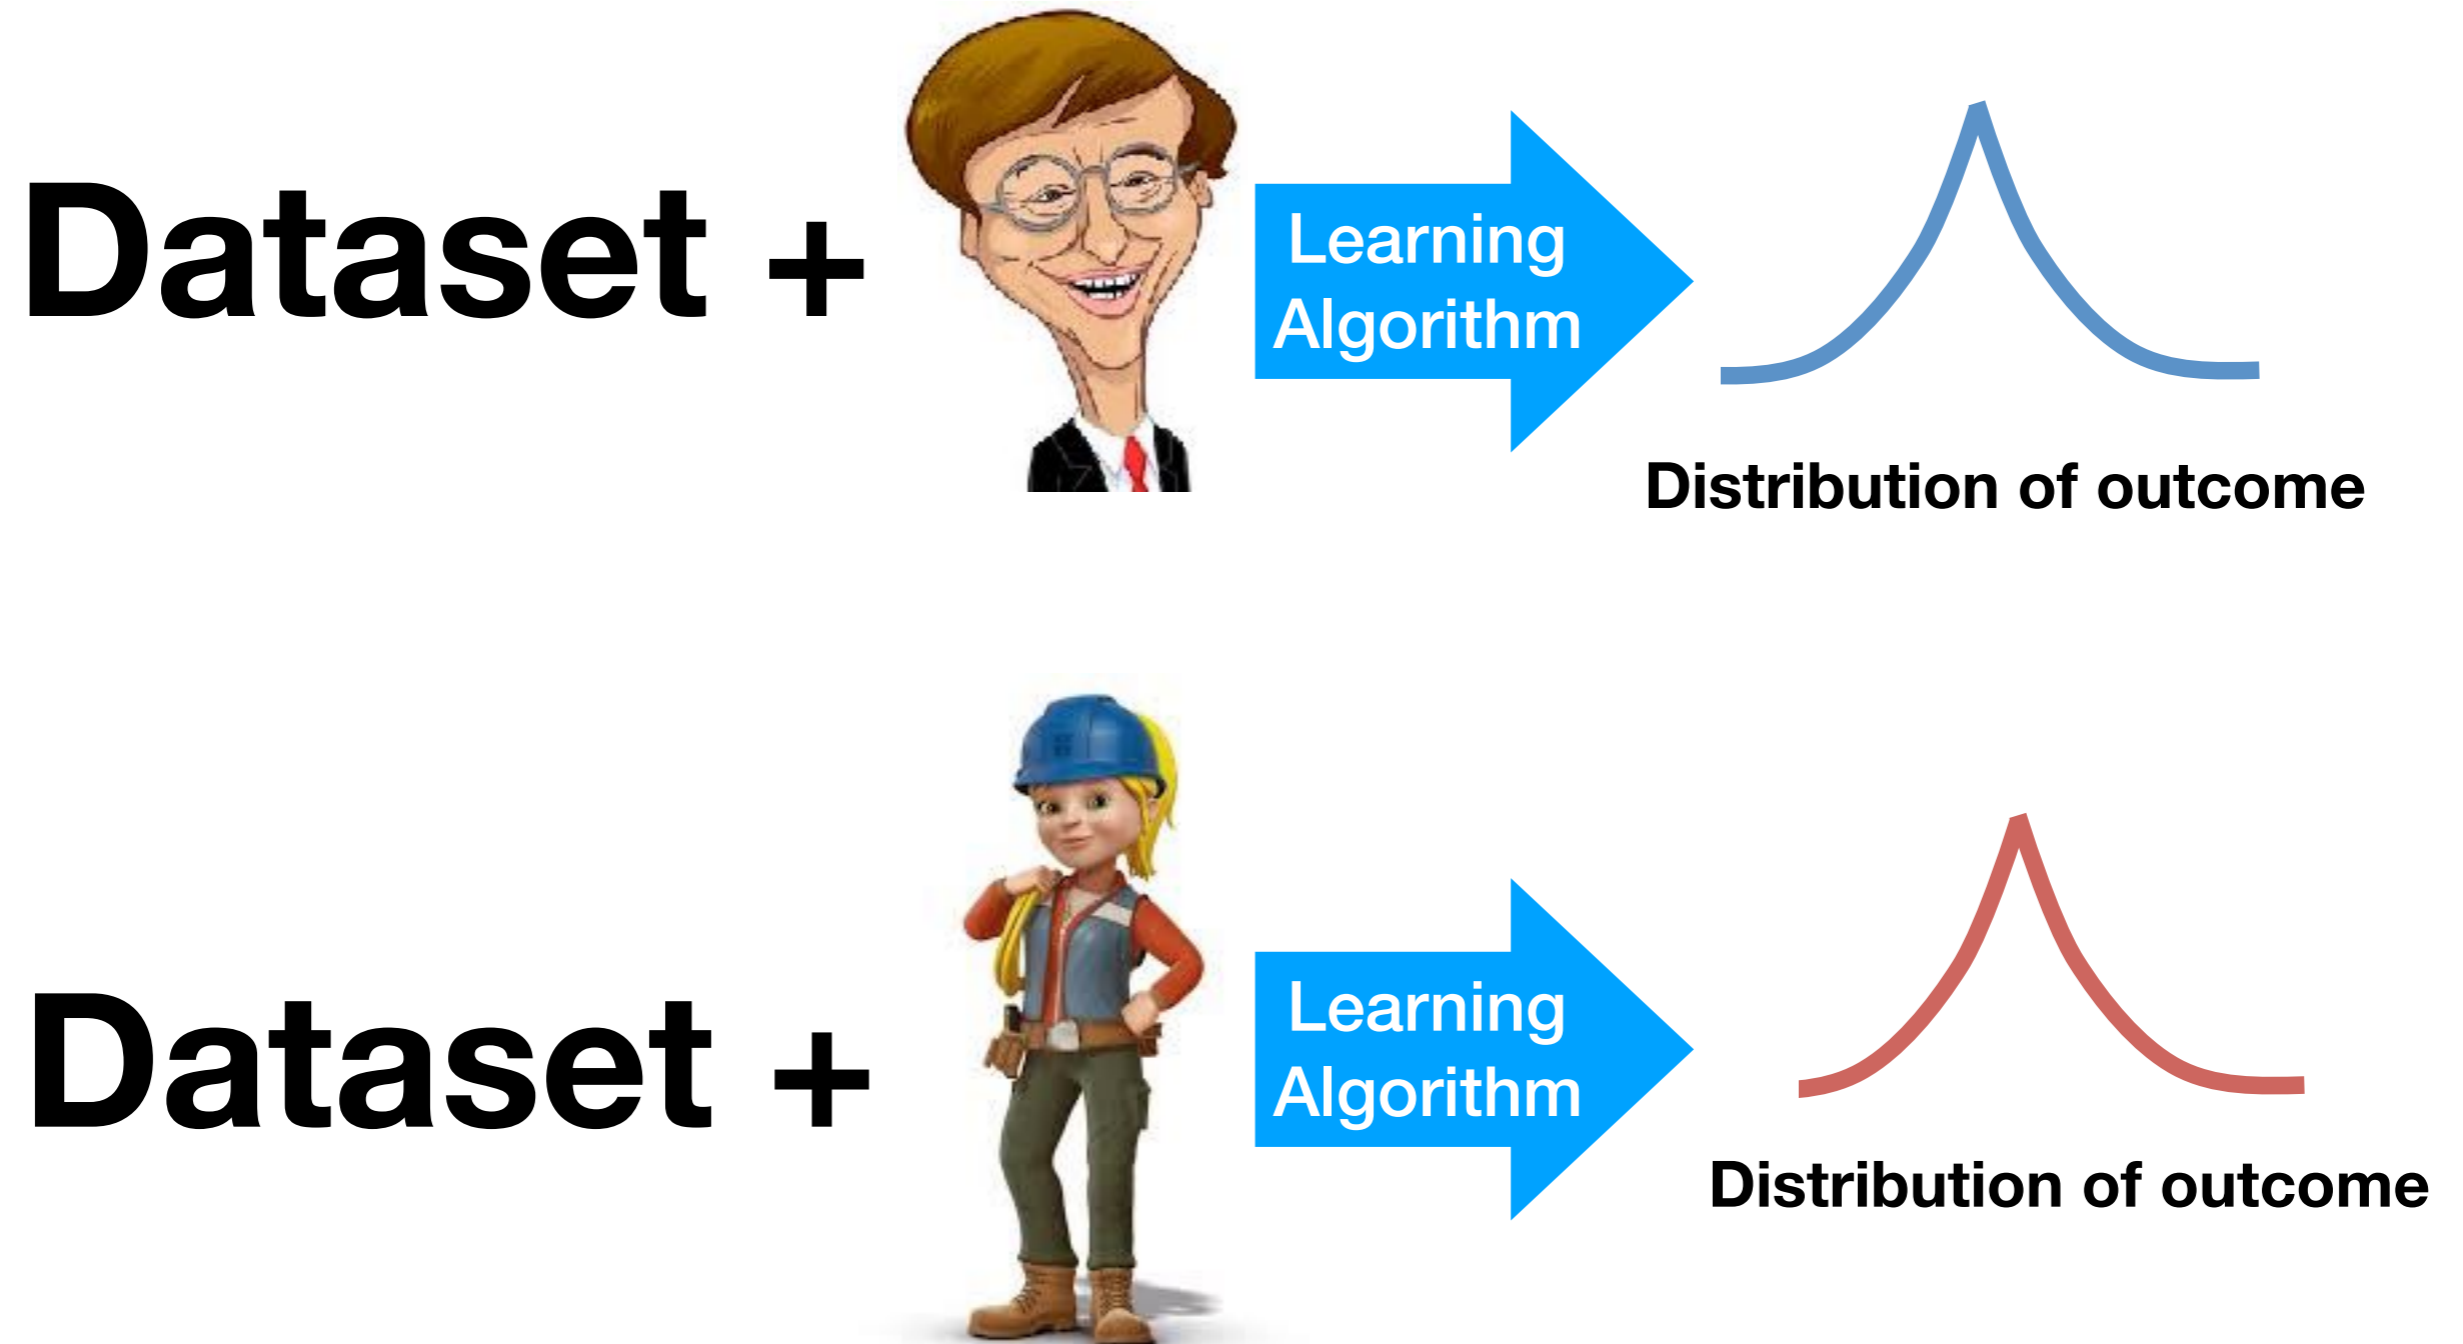 Dataset +
Learning
Algorithm
Distribution of outcome
Dataset +
Learning
Algorithm
Distribution of outcome